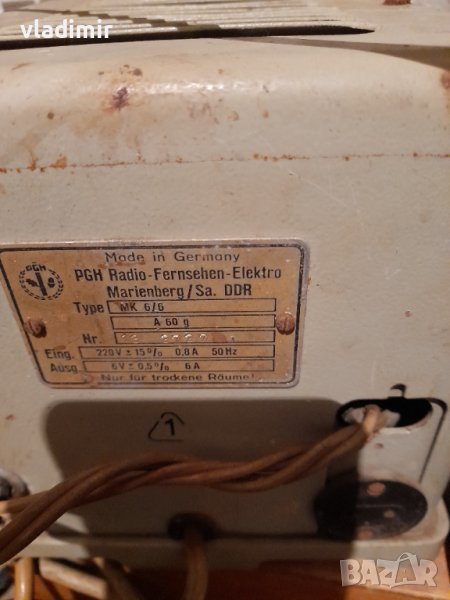 vladimir
Made in Germany
PGH
PGH Radio-Fernsehen-Elektro
Marienberg/Sa. DDR
Type MK 6/6
A 60 g
Nr.
Eing. 220V ± 15% 0,8A 50Hz
Ausg. 6V ± 0,5% 6A
Nur für trockene Räume!
1
BAZAR